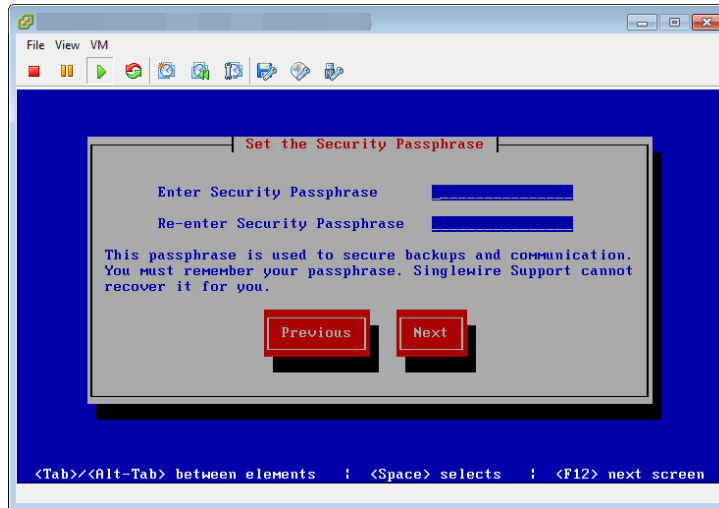 File View VM
Set the Security Passphrase
Enter Security Passphrase
Re-enter Security Passphrase
This passphrase is used to secure backups and communication.
You must remember your passphrase. Singlewire Support cannot
recover it for you.
Previous Next
<Tab>/<Alt-Tab> between elements ¦ <Space> selects ¦ <F12> next screen